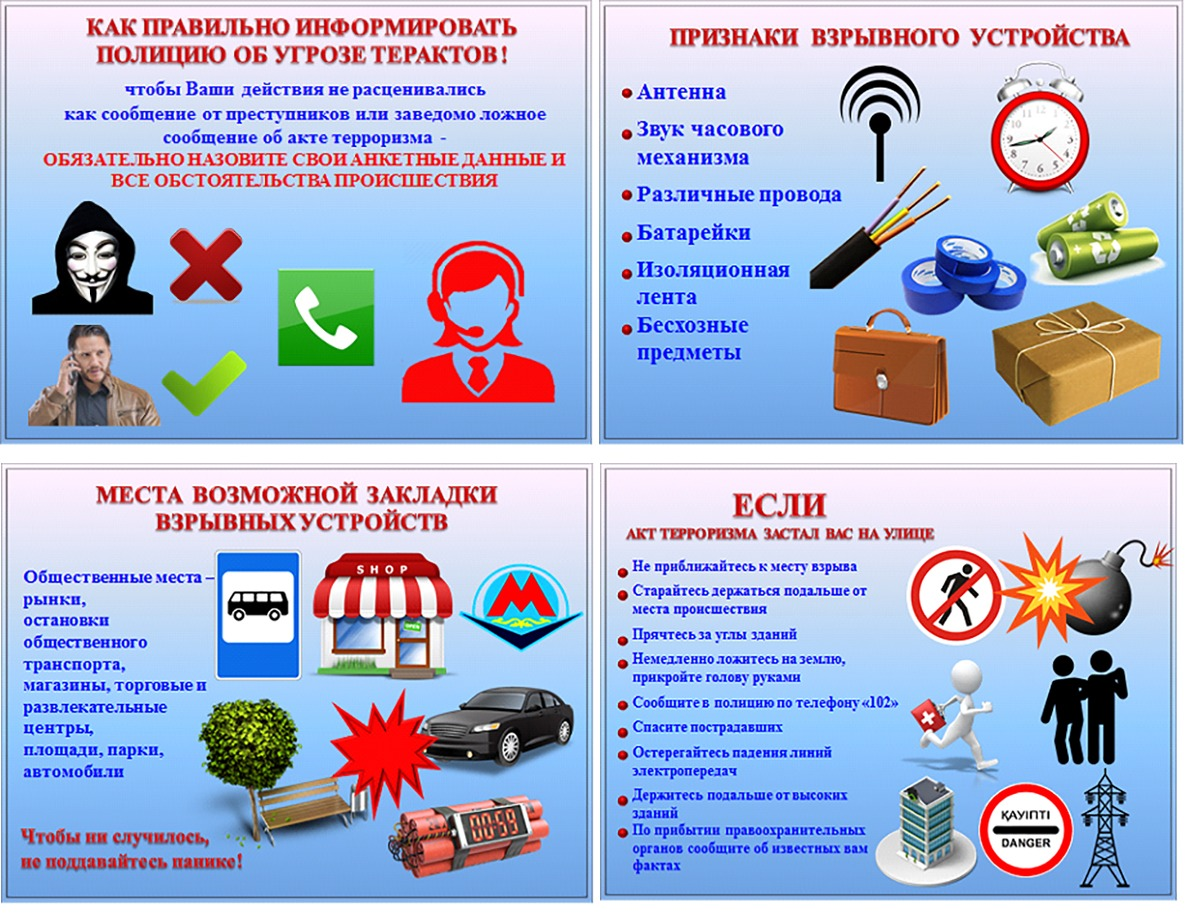 КАК ПРАВИЛЬНО ИНФОРМИРОВАТЬ
ПОЛИЦИЮ ОБ УГРОЗЕ ТЕРАКТОВ !
чтобы Ваши действия не расценивались
как сообщение от преступников или заведомо ложное
сообщение об акте терроризма -
ОБЯЗАТЕЛЬНО НАЗОВИТЕ СВОИ АНКЕТНЫЕ ДАННЫЕ И
ВСЕ ОБСТОЯТЕЛЬСТВА ПРОИСШЕСТВИЯ
ПРИЗНАКИ ВЗРЫВНОГО УСТРОЙСТВА
Антенна
Звук часового
механизма
Различные провода
Батарейки
Изоляционная
лента
Бесхозные
предметы
МЕСТА ВОЗМОЖНОЙ ЗАКЛАДКИ
ВЗРЫВНЫХ УСТРОЙСТВ
Общественные места –
рынки,
остановки
общественного
транспорта,
магазины, торговые и
развлекательные
центры,
площади, парки,
автомобили
SHOP
OPEN
М
00:59
Чтобы ни случилось,
не поддавайтесь панике!
ЕСЛИ
АКТ ТЕРРОРИЗМА ЗАСТАЛ ВАС НА УЛИЦЕ
Не приближайтесь к месту взрыва
Старайтесь держаться подальше от
места происшествия
Прячтесь за углы зданий
Немедленно ложитесь на землю,
прикройте голову руками
Сообщите в полицию по телефону «102»
Спасите пострадавших
Остерегайтесь падения линий
электропередач
Держитесь подальше от высоких
зданий
По прибытии правоохранительных
органов сообщите об известных вам
фактах
ҚАУІПТІ
DANGER